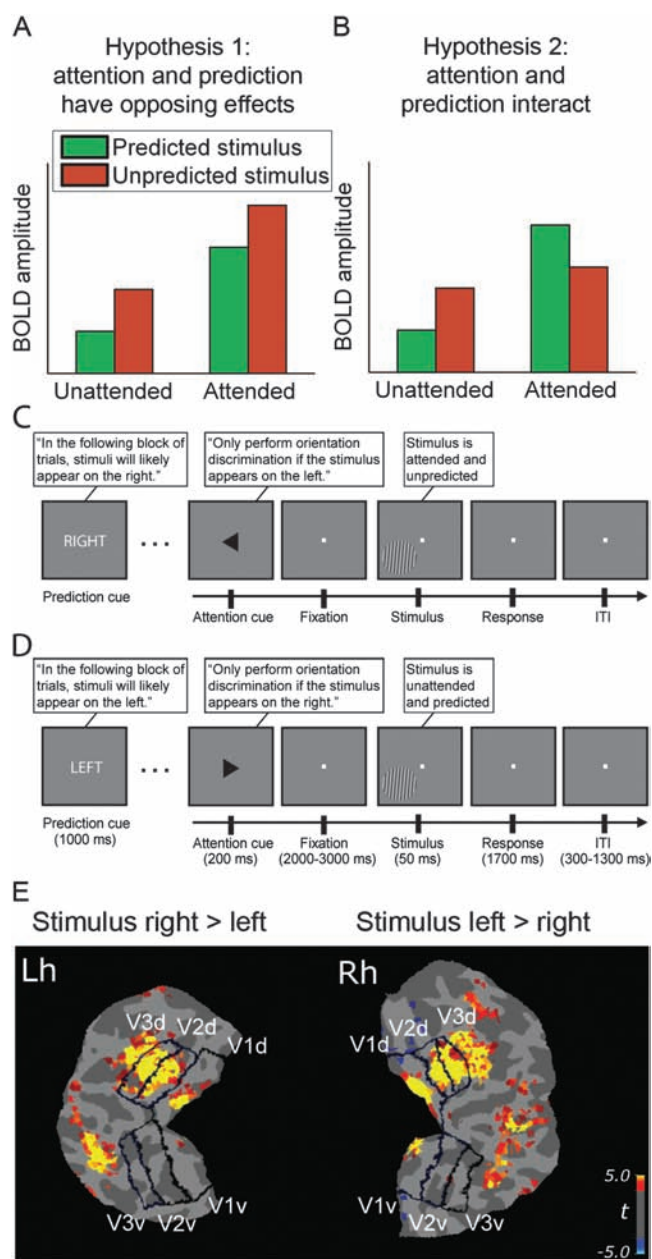 A
Hypothesis 1:
attention and prediction
have opposing effects
B
Hypothesis 2:
attention and
prediction interact
Predicted stimulus
Unpredicted stimulus
BOLD amplitude
Unattended Attended
BOLD amplitude
Unattended Attended
C
"In the following block of
trials, stimuli will likely
appear on the right."
"Only perform orientation
discrimination if the stimulus
appears on the left."
Stimulus is
attended and
unpredicted
RIGHT
...
Prediction cue
Attention cue Fixation Stimulus Response ITI
D
"In the following block of
trials, stimuli will likely
appear on the left."
"Only perform orientation
discrimination if the stimulus
appears on the right."
Stimulus is
unattended
and predicted
LEFT
...
Prediction cue
(1000 ms)
Attention cue Fixation Stimulus Response ITI
(200 ms) (2000-3000 ms) (50 ms) (1700 ms) (300-1300 ms)
E
Stimulus right > left
Stimulus left > right
Lh
V3d V2d V1d
V3v V2v V1v
Rh
V1d V2d V3d
V1v V2v V3v
5.0
t
-5.0